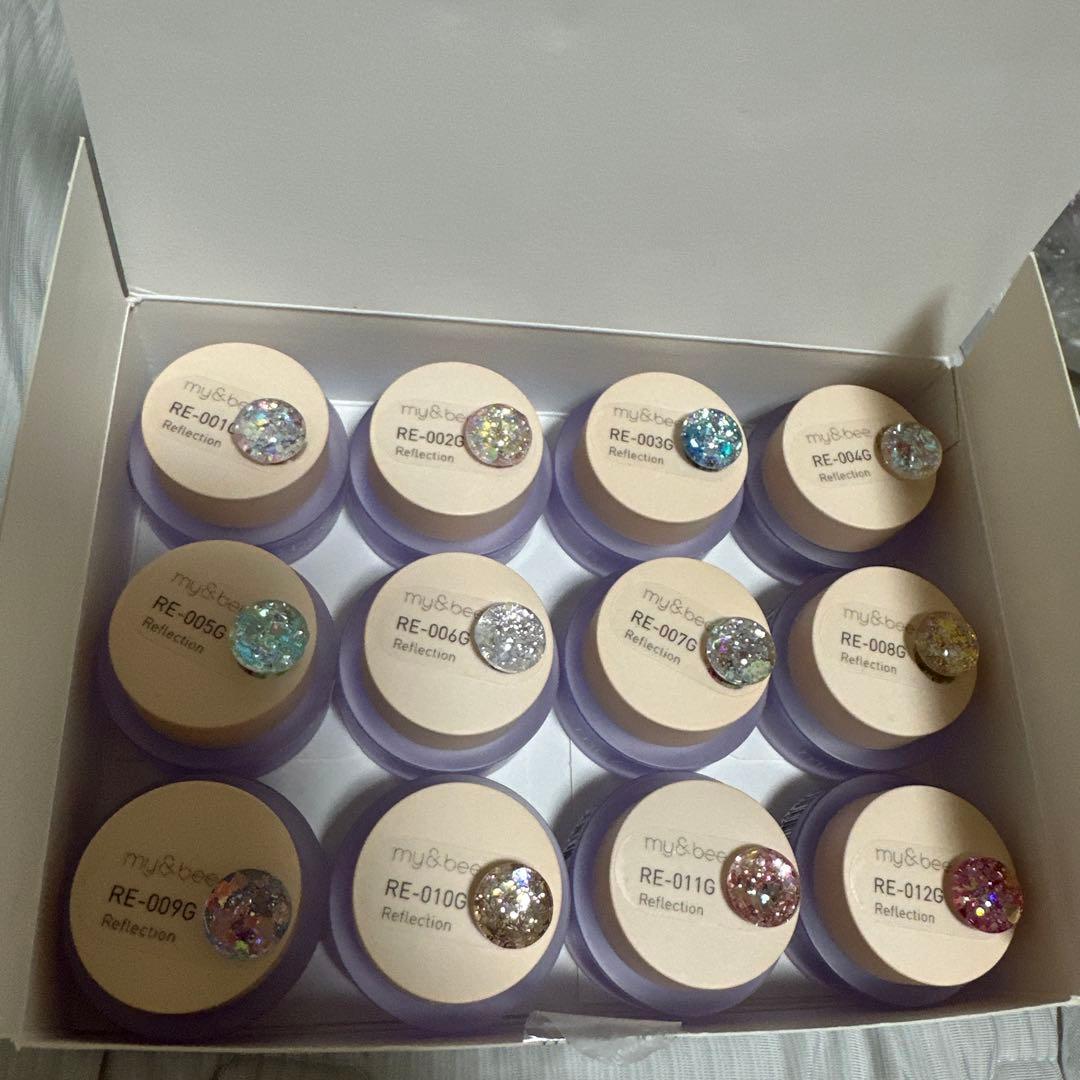 my&bee
RE-001G
Reflection
my&bee
RE-002G
Reflection
my&bee
RE-003G
Reflection
my&bee
RE-004G
Reflection
my&bee
RE-005G
Reflection
my&bee
RE-006G
Reflection
my&bee
RE-007G
Reflection
my&bee
RE-008G
Reflection
my&bee
RE-009G
Reflection
my&bee
RE-010G
Reflection
my&bee
RE-011G
Reflection
my&bee
RE-012G
Reflection